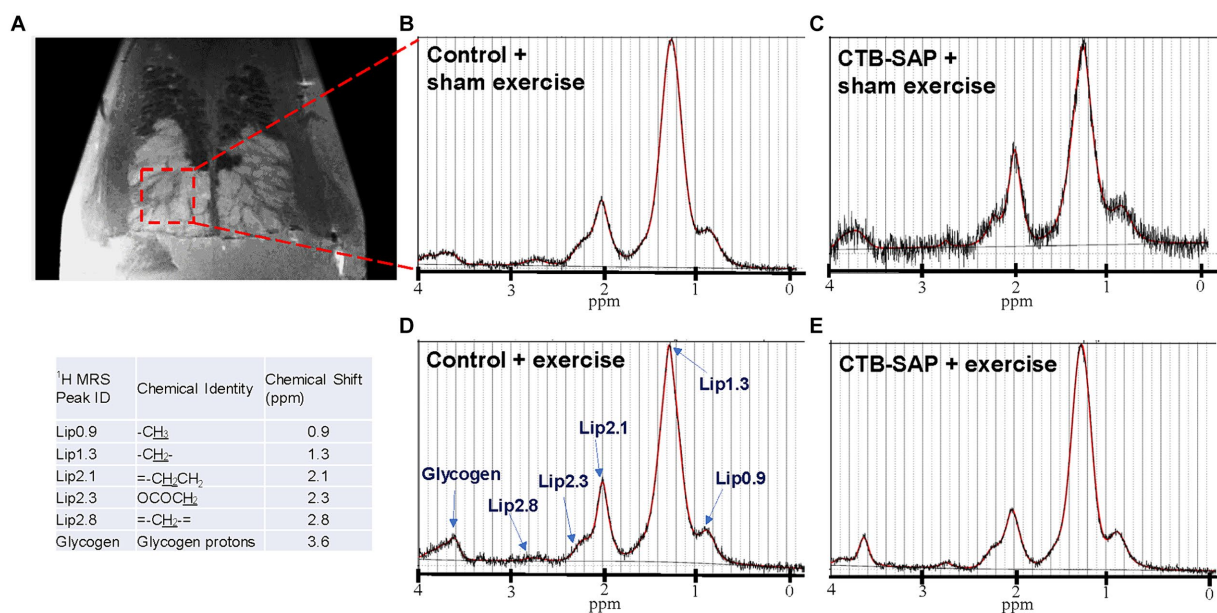 A
B
Control +
sham exercise
4
3
2
1
0
ppm
C
CTB-SAP +
sham exercise
4
3
2
1
0
ppm
¹H MRS
Peak ID
Chemical Identity
Chemical Shift
(ppm)
Lip0.9 -CH₃ 0.9
Lip1.3 -CH₂- 1.3
Lip2.1 =-CH₂CH₂ 2.1
Lip2.3 OCOCH₂ 2.3
Lip2.8 =-CH₂-= 2.8
Glycogen Glycogen protons 3.6
D
Control + exercise
Lip1.3
Lip2.1
Glycogen
Lip2.3
Lip2.8
Lip0.9
4
3
2
1
0
ppm
E
CTB-SAP + exercise
4
3
2
1
0
ppm